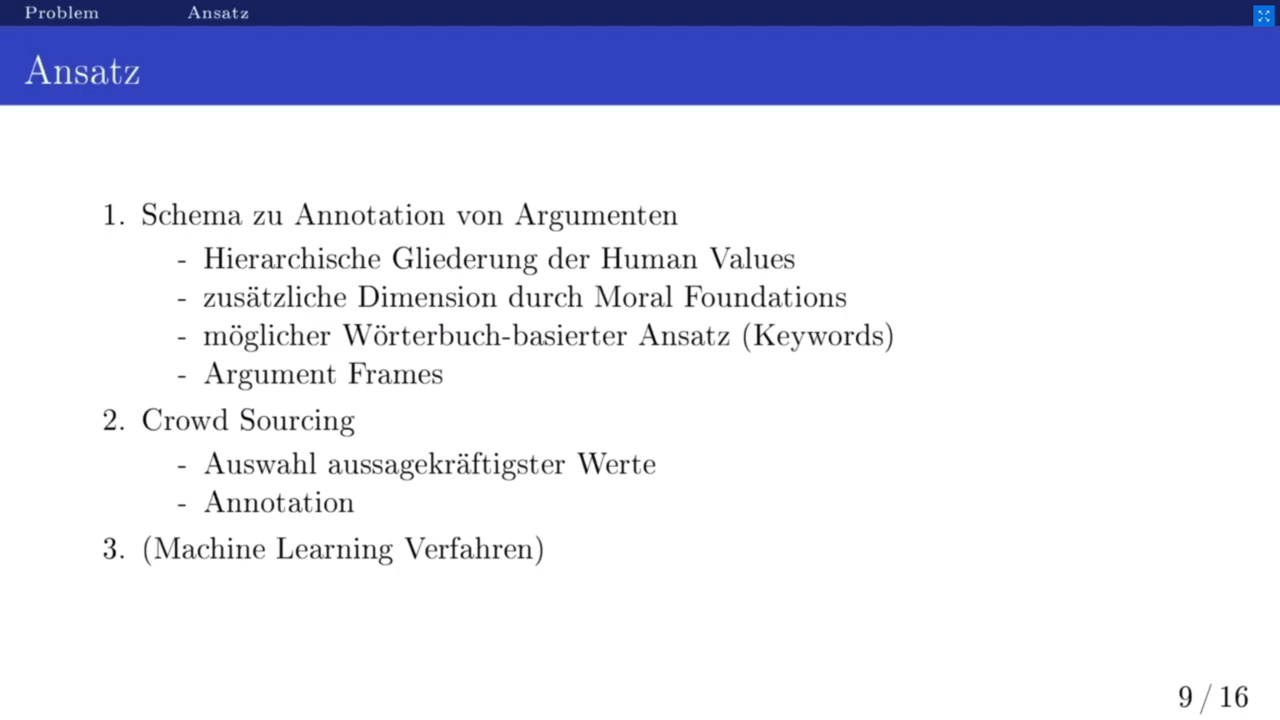 Problem Ansatz
Ansatz
1. Schema zu Annotation von Argumenten
- Hierarchische Gliederung der Human Values
- zusätzliche Dimension durch Moral Foundations
- möglicher Wörterbuch-basierter Ansatz (Keywords)
- Argument Frames
2. Crowd Sourcing
- Auswahl aussagekräftigster Werte
- Annotation
3. (Machine Learning Verfahren)
9 / 16